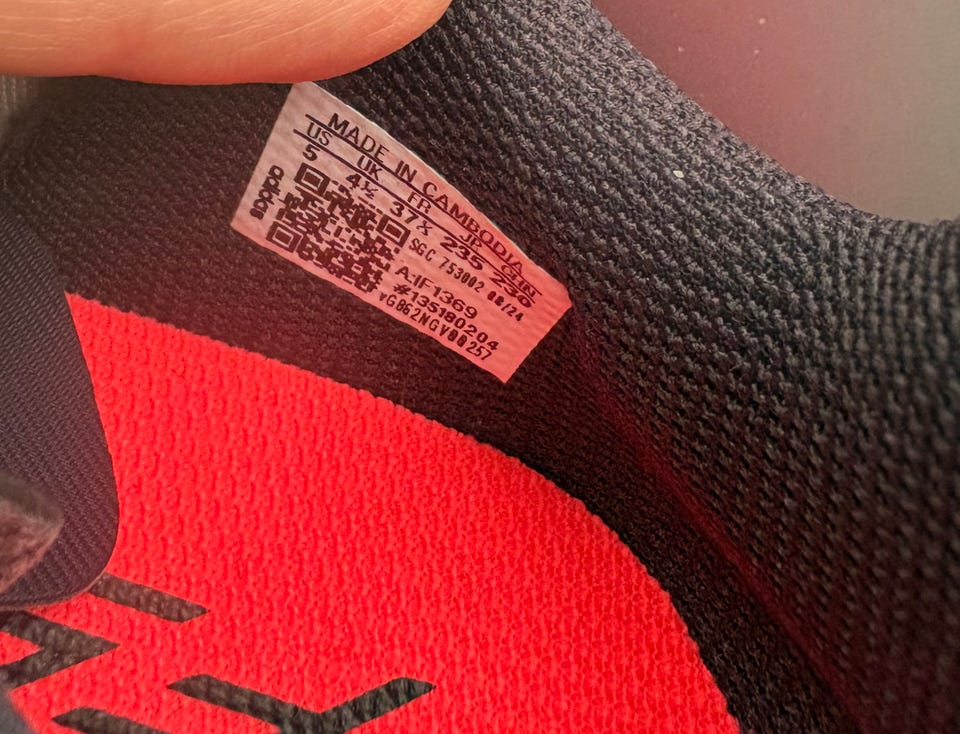 MADE IN CAMBODIA
US UK FR JP CHN
5 4½ 37⅓ 235 230
SGC 753002 08/24
A:IF1369
#135180204
vGB62NGV00257
adidas